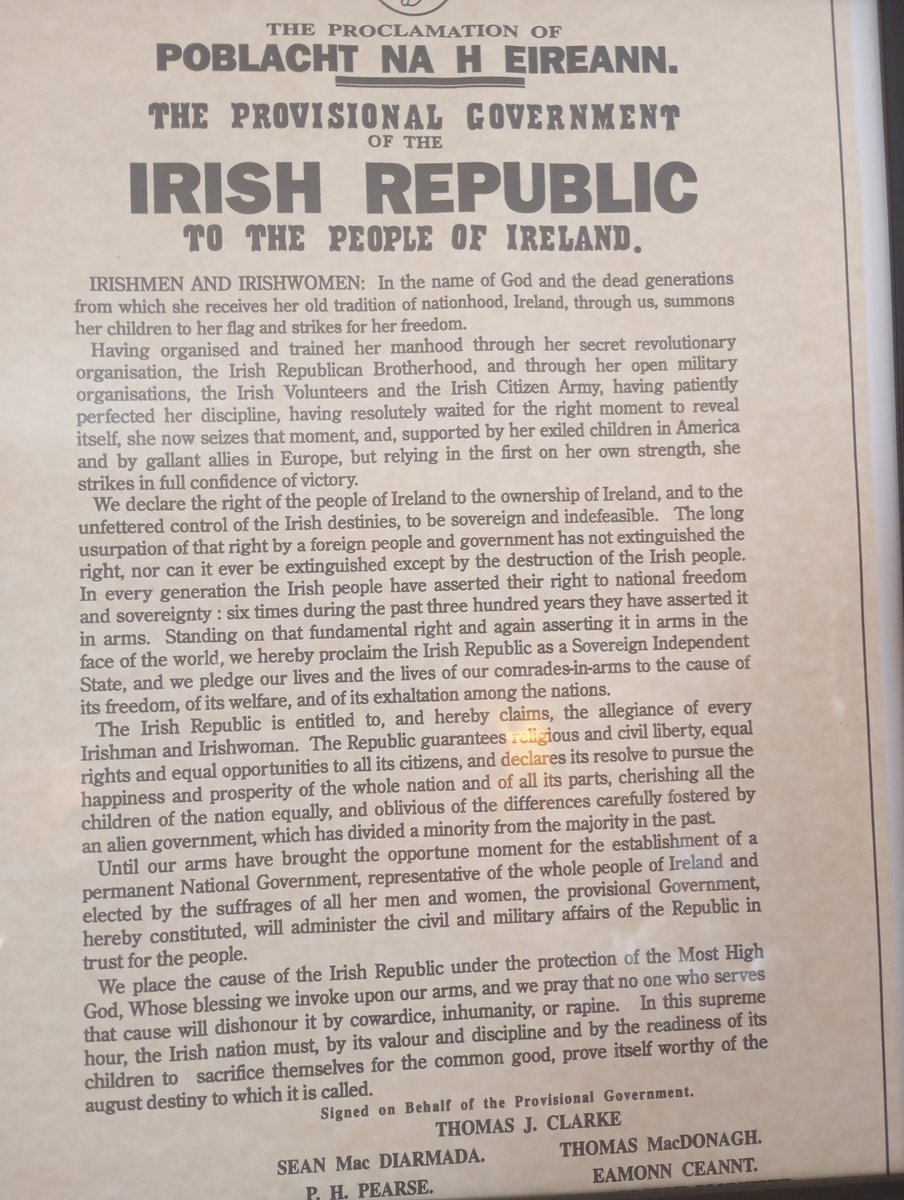 THE PROCLAMATION OF
POBLACHT NA H EIREANN.
THE PROVISIONAL GOVERNMENT
OF THE
IRISH REPUBLIC
TO THE PEOPLE OF IRELAND.
IRISHMEN AND IRISHWOMEN: In the name of God and the dead generations
from which she receives her old tradition of nationhood, Ireland, through us, summons
her children to her flag and strikes for her freedom.
Having organised and trained her manhood through her secret revolutionary
organisation, the Irish Republican Brotherhood, and through her open military
organisations, the Irish Volunteers and the Irish Citizen Army, having patiently
perfected her discipline, having resolutely waited for the right moment to reveal
itself, she now seizes that moment, and, supported by her exiled children in America
and by gallant allies in Europe, but relying in the first on her own strength, she
strikes in full confidence of victory.
We declare the right of the people of Ireland to the ownership of Ireland, and to the
unfettered control of the Irish destinies, to be sovereign and indefeasible. The long
usurpation of that right by a foreign people and government has not extinguished the
right, nor can it ever be extinguished except by the destruction of the Irish people.
In every generation the Irish people have asserted their right to national freedom
and sovereignty : six times during the past three hundred years they have asserted it
in arms. Standing on that fundamental right and again asserting it in arms in the
face of the world, we hereby proclaim the Irish Republic as a Sovereign Independent
State, and we pledge our lives and the lives of our comrades-in-arms to the cause of
its freedom, of its welfare, and of its exhaltation among the nations.
The Irish Republic is entitled to, and hereby claims, the allegiance of every
Irishman and Irishwoman. The Republic guarantees religious and civil liberty, equal
rights and equal opportunities to all its citizens, and declares its resolve to pursue the
happiness and prosperity of the whole nation and of all its parts, cherishing all the
children of the nation equally, and oblivious of the differences carefully fostered by
an alien government, which has divided a minority from the majority in the past.
Until our arms have brought the opportune moment for the establishment of a
permanent National Government, representative of the whole people of Ireland and
elected by the suffrages of all her men and women, the provisional Government,
hereby constituted, will administer the civil and military affairs of the Republic in
trust for the people.
We place the cause of the Irish Republic under the protection of the Most High
God, Whose blessing we invoke upon our arms, and we pray that no one who serves
that cause will dishonour it by cowardice, inhumanity, or rapine. In this supreme
hour, the Irish nation must, by its valour and discipline and by the readiness of its
children to sacrifice themselves for the common good, prove itself worthy of the
august destiny to which it is called.
Signed on Behalf of the Provisional Government.
THOMAS J. CLARKE
SEAN Mac DIARMADA. THOMAS MacDONAGH.
P. H. PEARSE. EAMONN CEANNT.